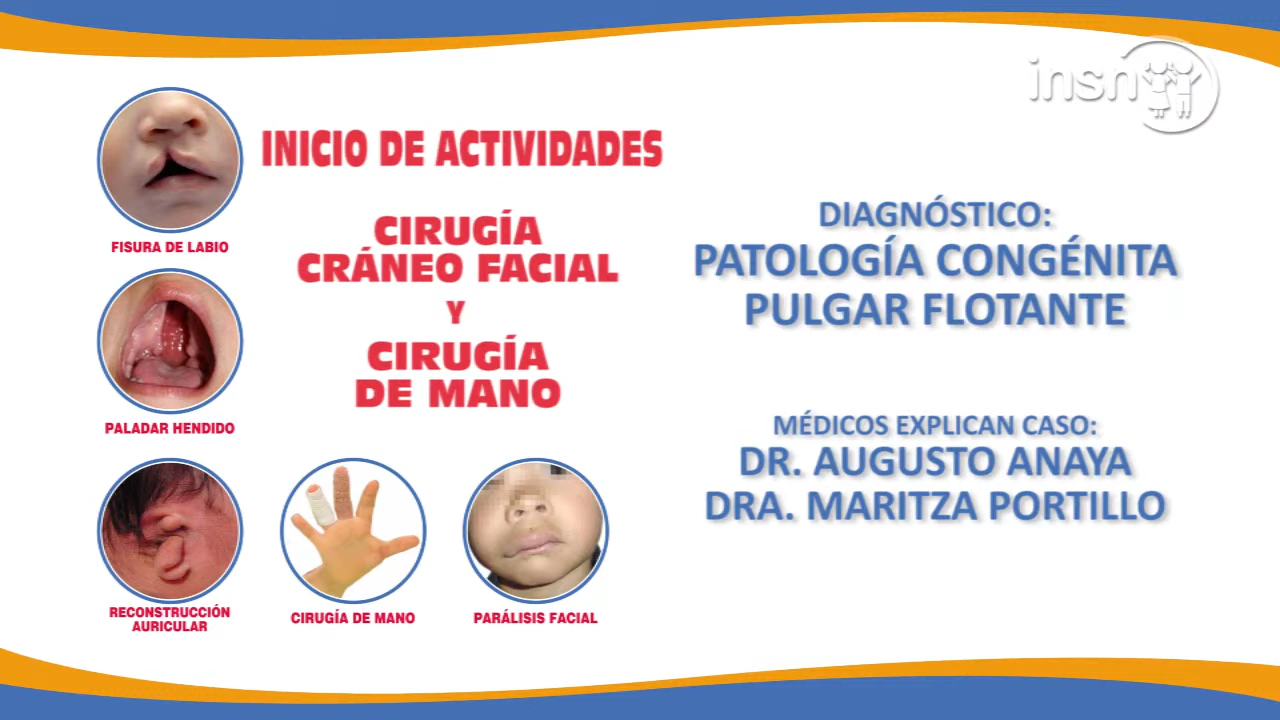 insn
INICIO DE ACTIVIDADES
CIRUGÍA
CRÁNEO FACIAL
Y
CIRUGÍA
DE MANO
FISURA DE LABIO
PALADAR HENDIDO
RECONSTRUCCIÓN
AURICULAR
CIRUGÍA DE MANO
PARÁLISIS FACIAL
DIAGNÓSTICO:
PATOLOGÍA CONGÉNITA
PULGAR FLOTANTE
MÉDICOS EXPLICAN CASO:
DR. AUGUSTO ANAYA
DRA. MARITZA PORTILLO